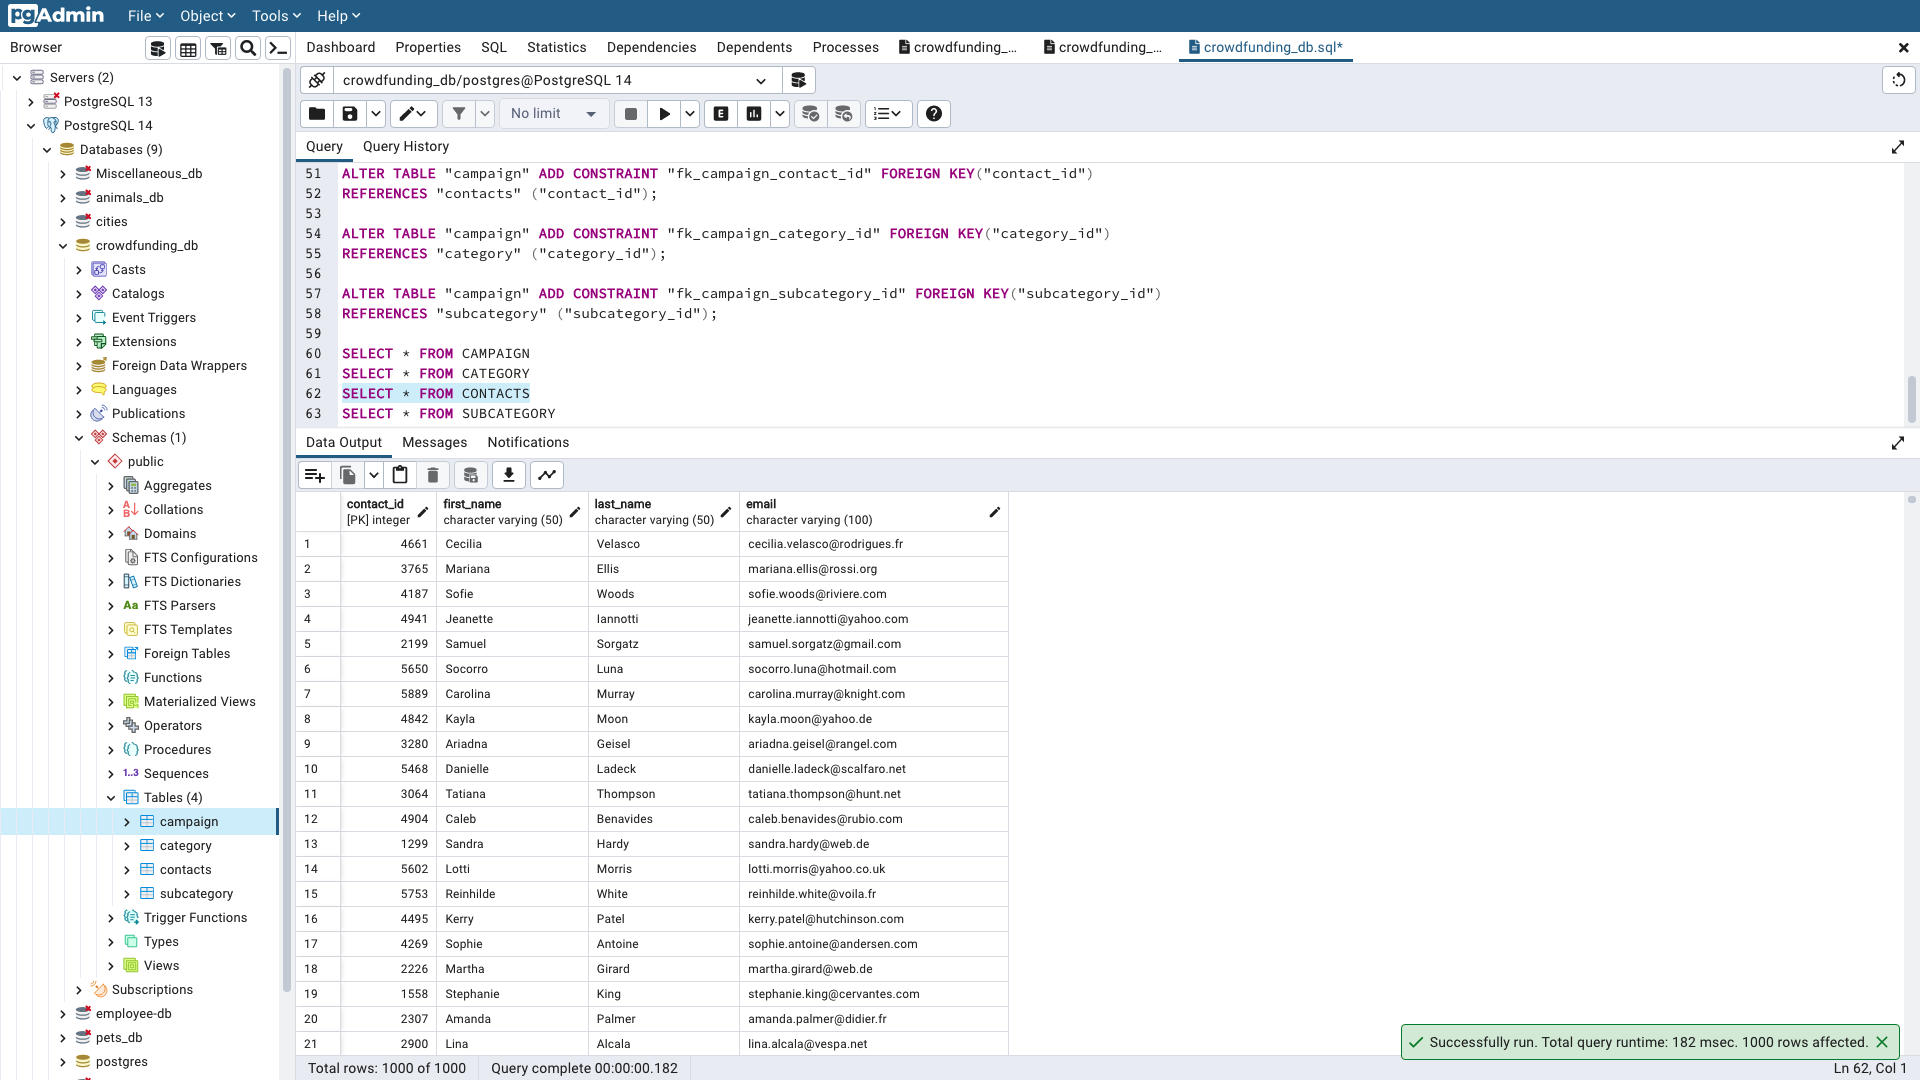 pgAdmin File Object Tools Help
Browser
Dashboard Properties SQL Statistics Dependencies Dependents Processes crowdfunding_... crowdfunding_... crowdfunding_db.sql*
Servers (2)
PostgreSQL 13
PostgreSQL 14
Databases (9)
Miscellaneous_db
animals_db
cities
crowdfunding_db
Casts
Catalogs
Event Triggers
Extensions
Foreign Data Wrappers
Languages
Publications
Schemas (1)
public
Aggregates
Collations
Domains
FTS Configurations
FTS Dictionaries
Aa FTS Parsers
FTS Templates
Foreign Tables
Functions
Materialized Views
Operators
Procedures
1..3 Sequences
Tables (4)
campaign
category
contacts
subcategory
Trigger Functions
Types
Views
Subscriptions
employee-db
pets_db
postgres
crowdfunding_db/postgres@PostgreSQL 14
No limit E
Query Query History
51 ALTER TABLE "campaign" ADD CONSTRAINT "fk_campaign_contact_id" FOREIGN KEY("contact_id")
52 REFERENCES "contacts" ("contact_id");
53
54 ALTER TABLE "campaign" ADD CONSTRAINT "fk_campaign_category_id" FOREIGN KEY("category_id")
55 REFERENCES "category" ("category_id");
56
57 ALTER TABLE "campaign" ADD CONSTRAINT "fk_campaign_subcategory_id" FOREIGN KEY("subcategory_id")
58 REFERENCES "subcategory" ("subcategory_id");
59
60 SELECT * FROM CAMPAIGN
61 SELECT * FROM CATEGORY
62 SELECT * FROM CONTACTS
63 SELECT * FROM SUBCATEGORY
Data Output Messages Notifications
contact_id first_name last_name email
[PK] integer character varying (50) character varying (50) character varying (100)
1 4661 Cecilia Velasco cecilia.velasco@rodrigues.fr
2 3765 Mariana Ellis mariana.ellis@rossi.org
3 4187 Sofie Woods sofie.woods@riviere.com
4 4941 Jeanette Iannotti jeanette.iannotti@yahoo.com
5 2199 Samuel Sorgatz samuel.sorgatz@gmail.com
6 5650 Socorro Luna socorro.luna@hotmail.com
7 5889 Carolina Murray carolina.murray@knight.com
8 4842 Kayla Moon kayla.moon@yahoo.de
9 3280 Ariadna Geisel ariadna.geisel@rangel.com
10 5468 Danielle Ladeck danielle.ladeck@scalfaro.net
11 3064 Tatiana Thompson tatiana.thompson@hunt.net
12 4904 Caleb Benavides caleb.benavides@rubio.com
13 1299 Sandra Hardy sandra.hardy@web.de
14 5602 Lotti Morris lotti.morris@yahoo.co.uk
15 5753 Reinhilde White reinhilde.white@voila.fr
16 4495 Kerry Patel kerry.patel@hutchinson.com
17 4269 Sophie Antoine sophie.antoine@andersen.com
18 2226 Martha Girard martha.girard@web.de
19 1558 Stephanie King stephanie.king@cervantes.com
20 2307 Amanda Palmer amanda.palmer@didier.fr
21 2900 Lina Alcala lina.alcala@vespa.net
Successfully run. Total query runtime: 182 msec. 1000 rows affected.
Total rows: 1000 of 1000 Query complete 00:00:00.182 Ln 62, Col 1